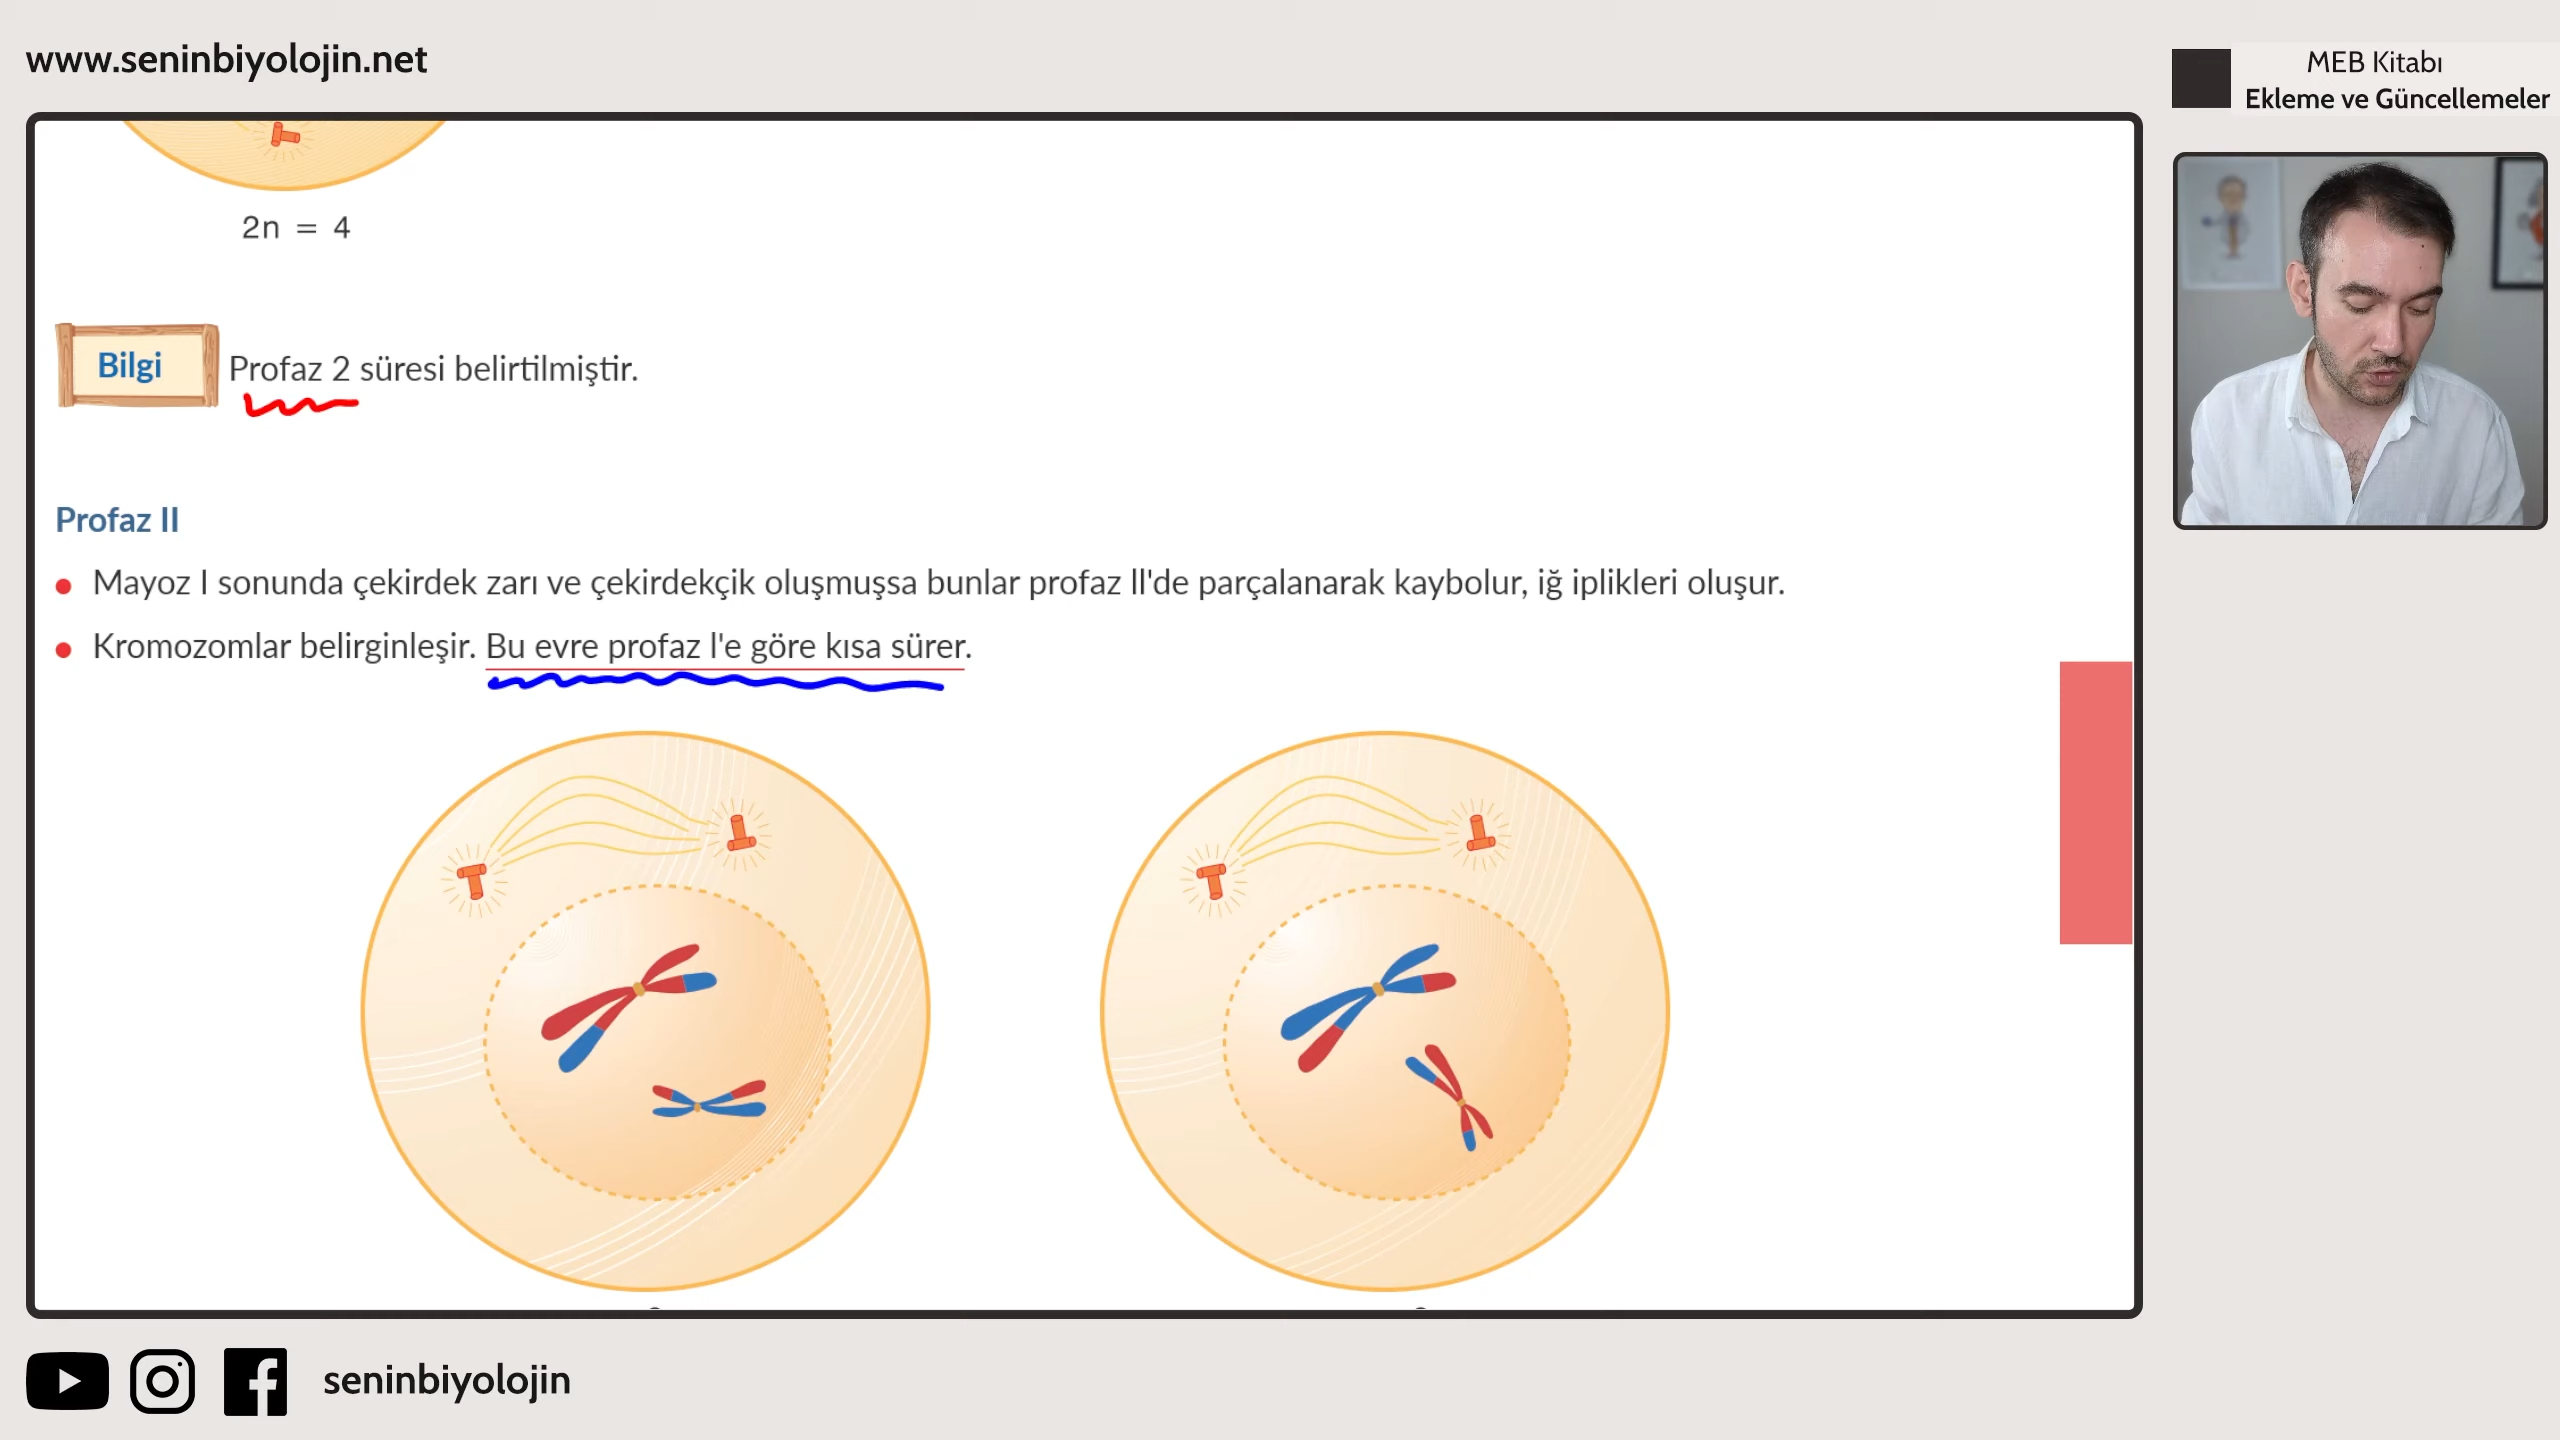 www.seninbiyolojin.net
MEB Kitabı
Ekleme ve Güncellemeler
2n = 4
Bilgi
Profaz 2 süresi belirtilmiştir.
Profaz II
Mayoz I sonunda çekirdek zarı ve çekirdekçik oluşmuşsa bunlar profaz ll'de parçalanarak kaybolur, iğ iplikleri oluşur.
Kromozomlar belirginleşir. Bu evre profaz l'e göre kısa sürer.
seninbiyolojin